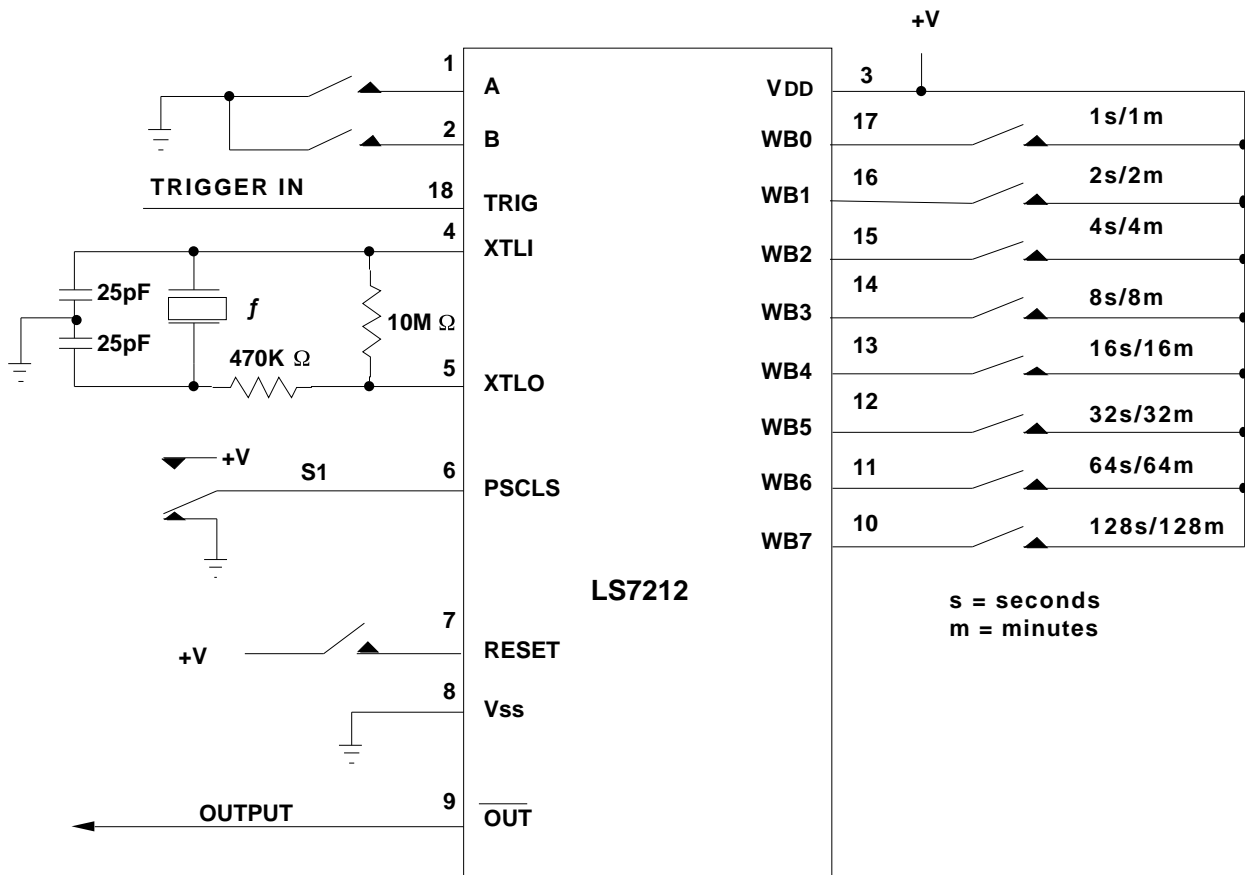 +V
1
A
2
B
TRIGGER IN
18
TRIG
4
XTLI
25pF
25pF
ƒ
10M Ω
470K Ω
5
XTLO
+V
S1
6
PSCLS
LS7212
7
+V
RESET
8
Vss
OUTPUT
9
OUT
VDD
3
WB0
17
1s/1m
WB1
16
2s/2m
WB2
15
4s/4m
WB3
14
8s/8m
WB4
13
16s/16m
WB5
12
32s/32m
WB6
11
64s/64m
WB7
10
128s/128m
s = seconds
m = minutes